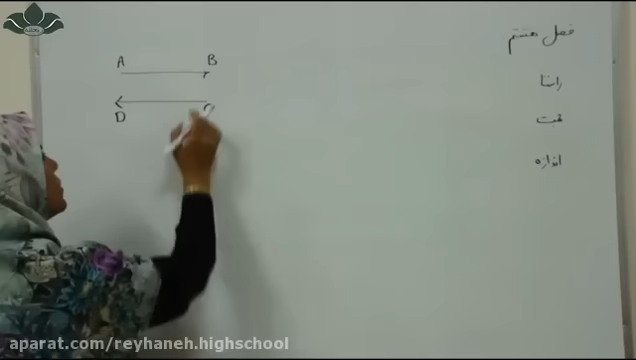 فصل هشتم
راستا
جهت
اندازه
A B
D C
aparat.com/reyhaneh.highschool